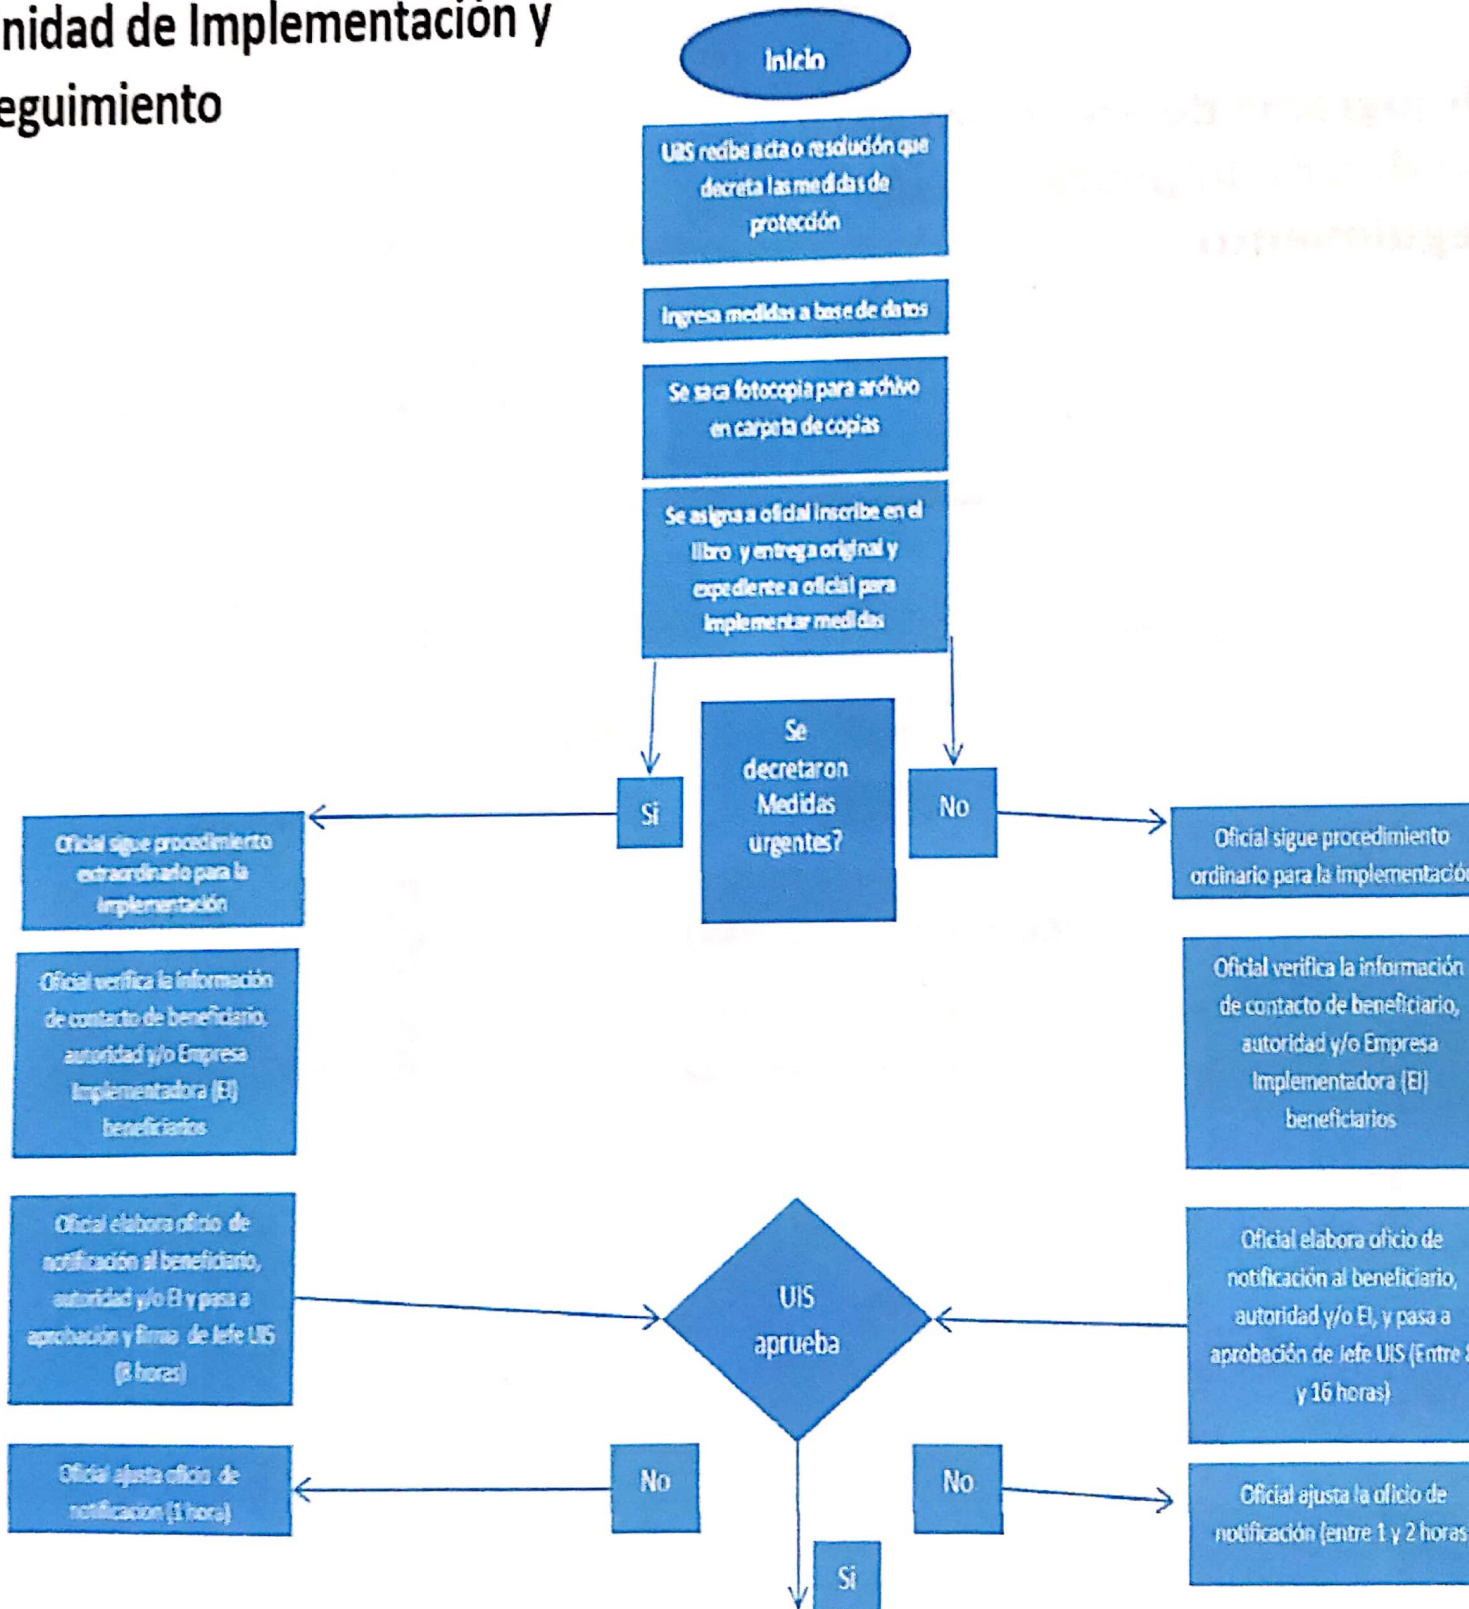 nidad de Implementación y
eguimiento
Inicio
UIS recibe acta o resolución que
decreta las medidas de
protección
Ingresa medidas a base de datos
Se saca fotocopia para archivo
en carpeta de copias
Se asigna a oficial inscribe en el
libro y entrega original y
expediente a oficial para
implementar medidas
Se
decretaron
Medidas
urgentes?
Si
No
Oficial sigue procedimiento
extraordinario para la
implementación
Oficial sigue procedimiento
ordinario para la implementación
Oficial verifica la información
de contacto de beneficiario,
autoridad y/o Empresa
Implementadora (EI)
beneficiarios
Oficial verifica la información
de contacto de beneficiario,
autoridad y/o Empresa
Implementadora (EI)
beneficiarios
Oficial elabora oficio de
notificación al beneficiario,
autoridad y/o EI y pasa a
aprobación y firma de Jefe UIS
(8 horas)
UIS
aprueba
Oficial elabora oficio de
notificación al beneficiario,
autoridad y/o EI, y pasa a
aprobación de Jefe UIS (Entre 8
y 16 horas)
Oficial ajusta oficio de
notificación (1 hora)
No
No
Oficial ajusta la oficio de
notificación (entre 1 y 2 horas
Si